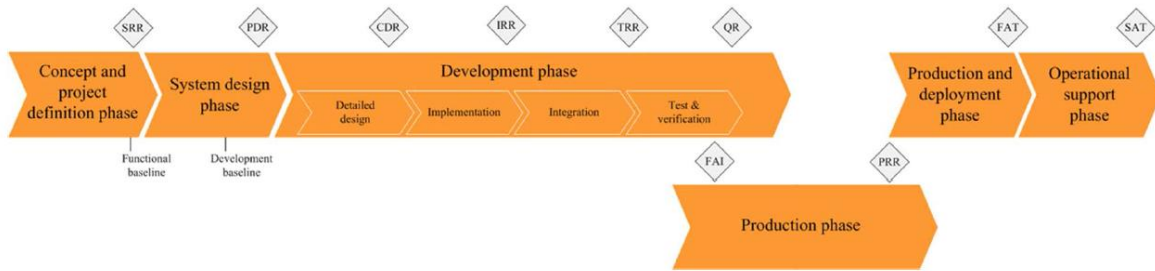 SRR
PDR
CDR
IRR
TRR
QR
FAT
SAT
Concept and
project
definition phase
System design
phase
Development phase
Detailed
design
Implementation
Integration
Test &
verification
Production and
deployment
phase
Operational
support
phase
Functional
baseline
Development
baseline
FAI
PRR
Production phase